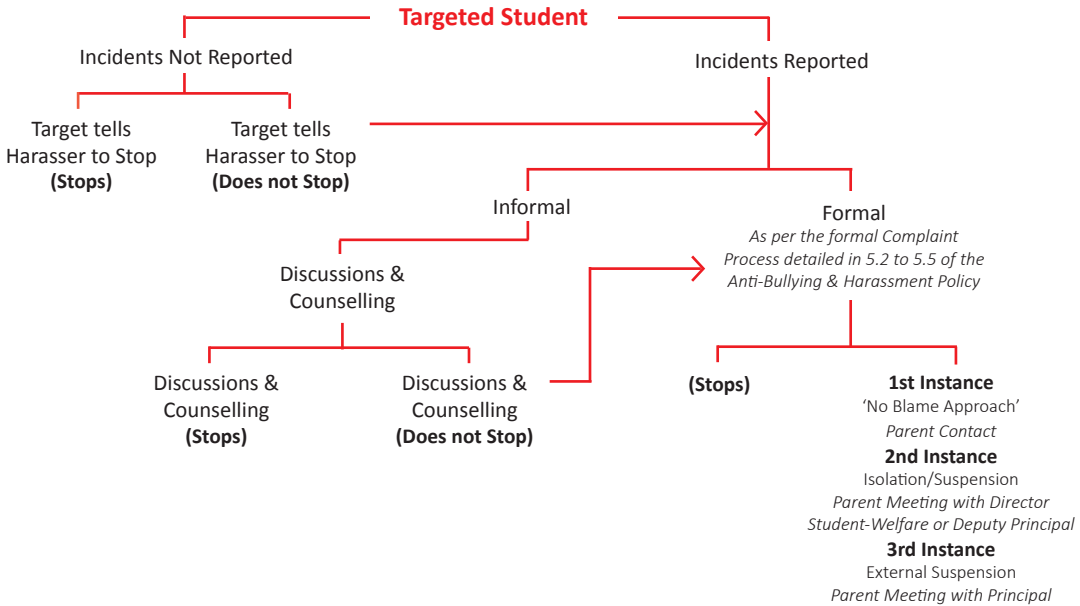 Targeted Student
Incidents Not Reported
Incidents Reported
Target tells
Harasser to Stop
(Stops)
Target tells
Harasser to Stop
(Does not Stop)
Informal
Formal
As per the formal Complaint
Process detailed in 5.2 to 5.5 of the
Anti-Bullying & Harassment Policy
Discussions &
Counselling
Discussions &
Counselling
(Stops)
Discussions &
Counselling
(Does not Stop)
(Stops)
1st Instance
‘No Blame Approach’
Parent Contact
2nd Instance
Isolation/Suspension
Parent Meeting with Director
Student-Welfare or Deputy Principal
3rd Instance
External Suspension
Parent Meeting with Principal